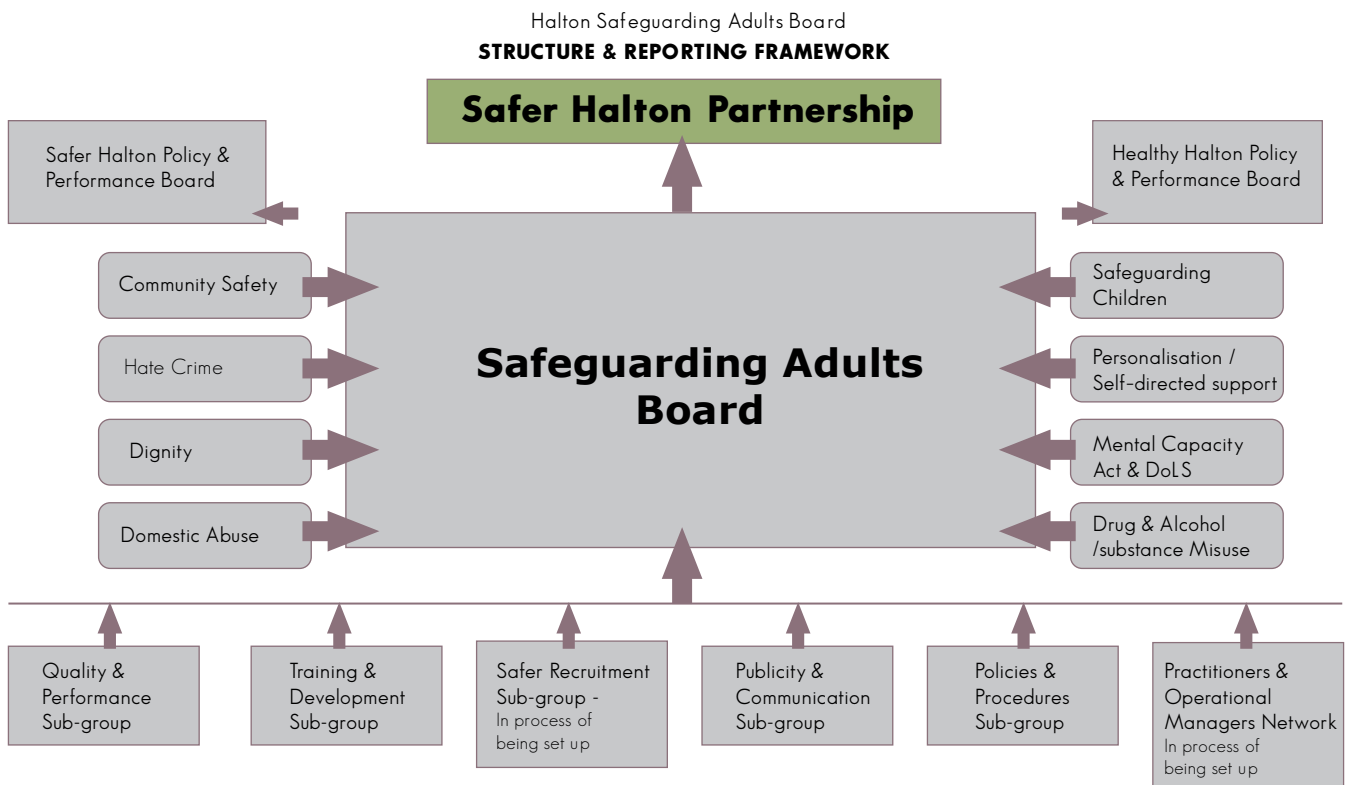 Halton Safeguarding Adults Board
STRUCTURE & REPORTING FRAMEWORK
Safer Halton Partnership
Safer Halton Policy &
Performance Board
Healthy Halton Policy
& Performance Board
Community Safety
Hate Crime
Dignity
Domestic Abuse
Safeguarding Adults
Board
Safeguarding
Children
Personalisation /
Self-directed support
Mental Capacity
Act & DoLS
Drug & Alcohol
/substance Misuse
Quality &
Performance
Sub-group
Training &
Development
Sub-group
Safer Recruitment
Sub-group -
In process of
being set up
Publicity &
Communication
Sub-group
Policies &
Procedures
Sub-group
Practitioners &
Operational
Managers Network
In process of
being set up